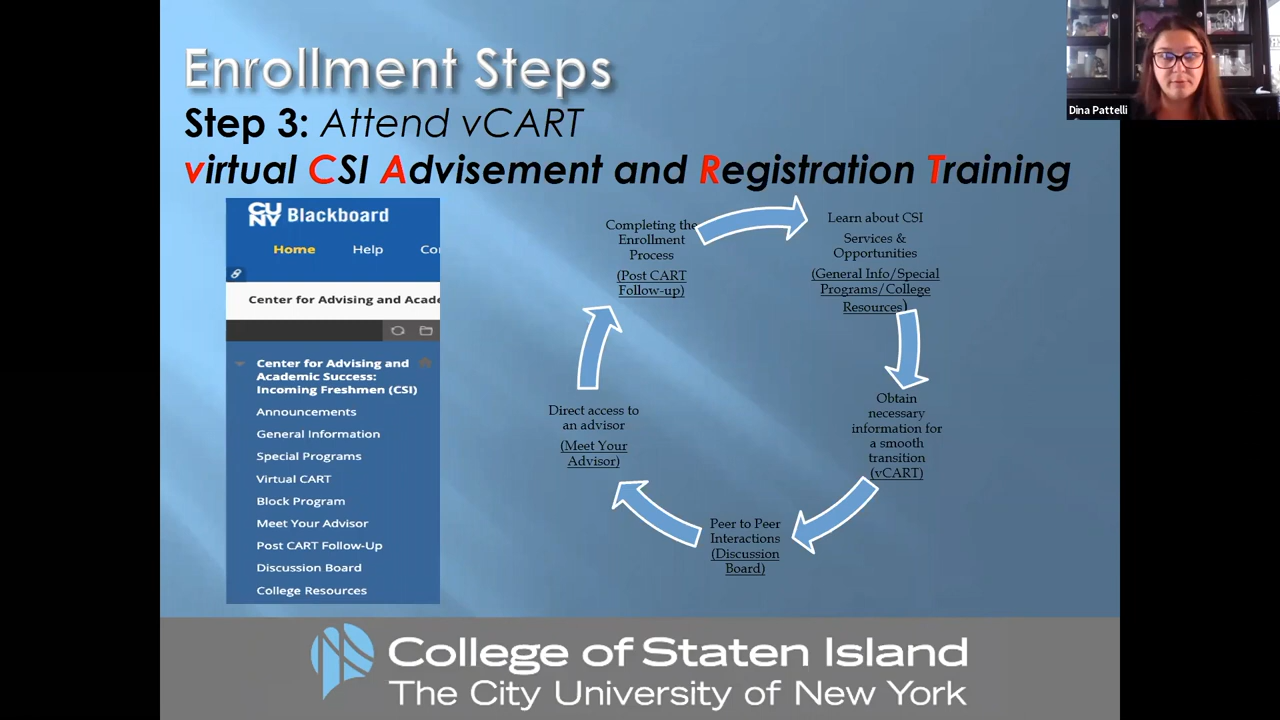 Enrollment Steps
Step 3: Attend vCART
virtual CSI Advisement and Registration Training
Dina Pattelli
CU
NY Blackboard
Home Help Co
Center for Advising and Acade
Center for Advising and
Academic Success:
Incoming Freshmen (CSI)
Announcements
General Information
Special Programs
Virtual CART
Block Program
Meet Your Advisor
Post CART Follow-Up
Discussion Board
College Resources
Completing the
Enrollment
Process
(Post CART
Follow-up)
Learn about CSI
Services &
Opportunities
(General Info/Special
Programs/College
Resources)
Obtain
necessary
information for
a smooth
transition
(vCART)
Peer to Peer
Interactions
(Discussion
Board)
Direct access to
an advisor
(Meet Your
Advisor)
College of Staten Island
The City University of New York